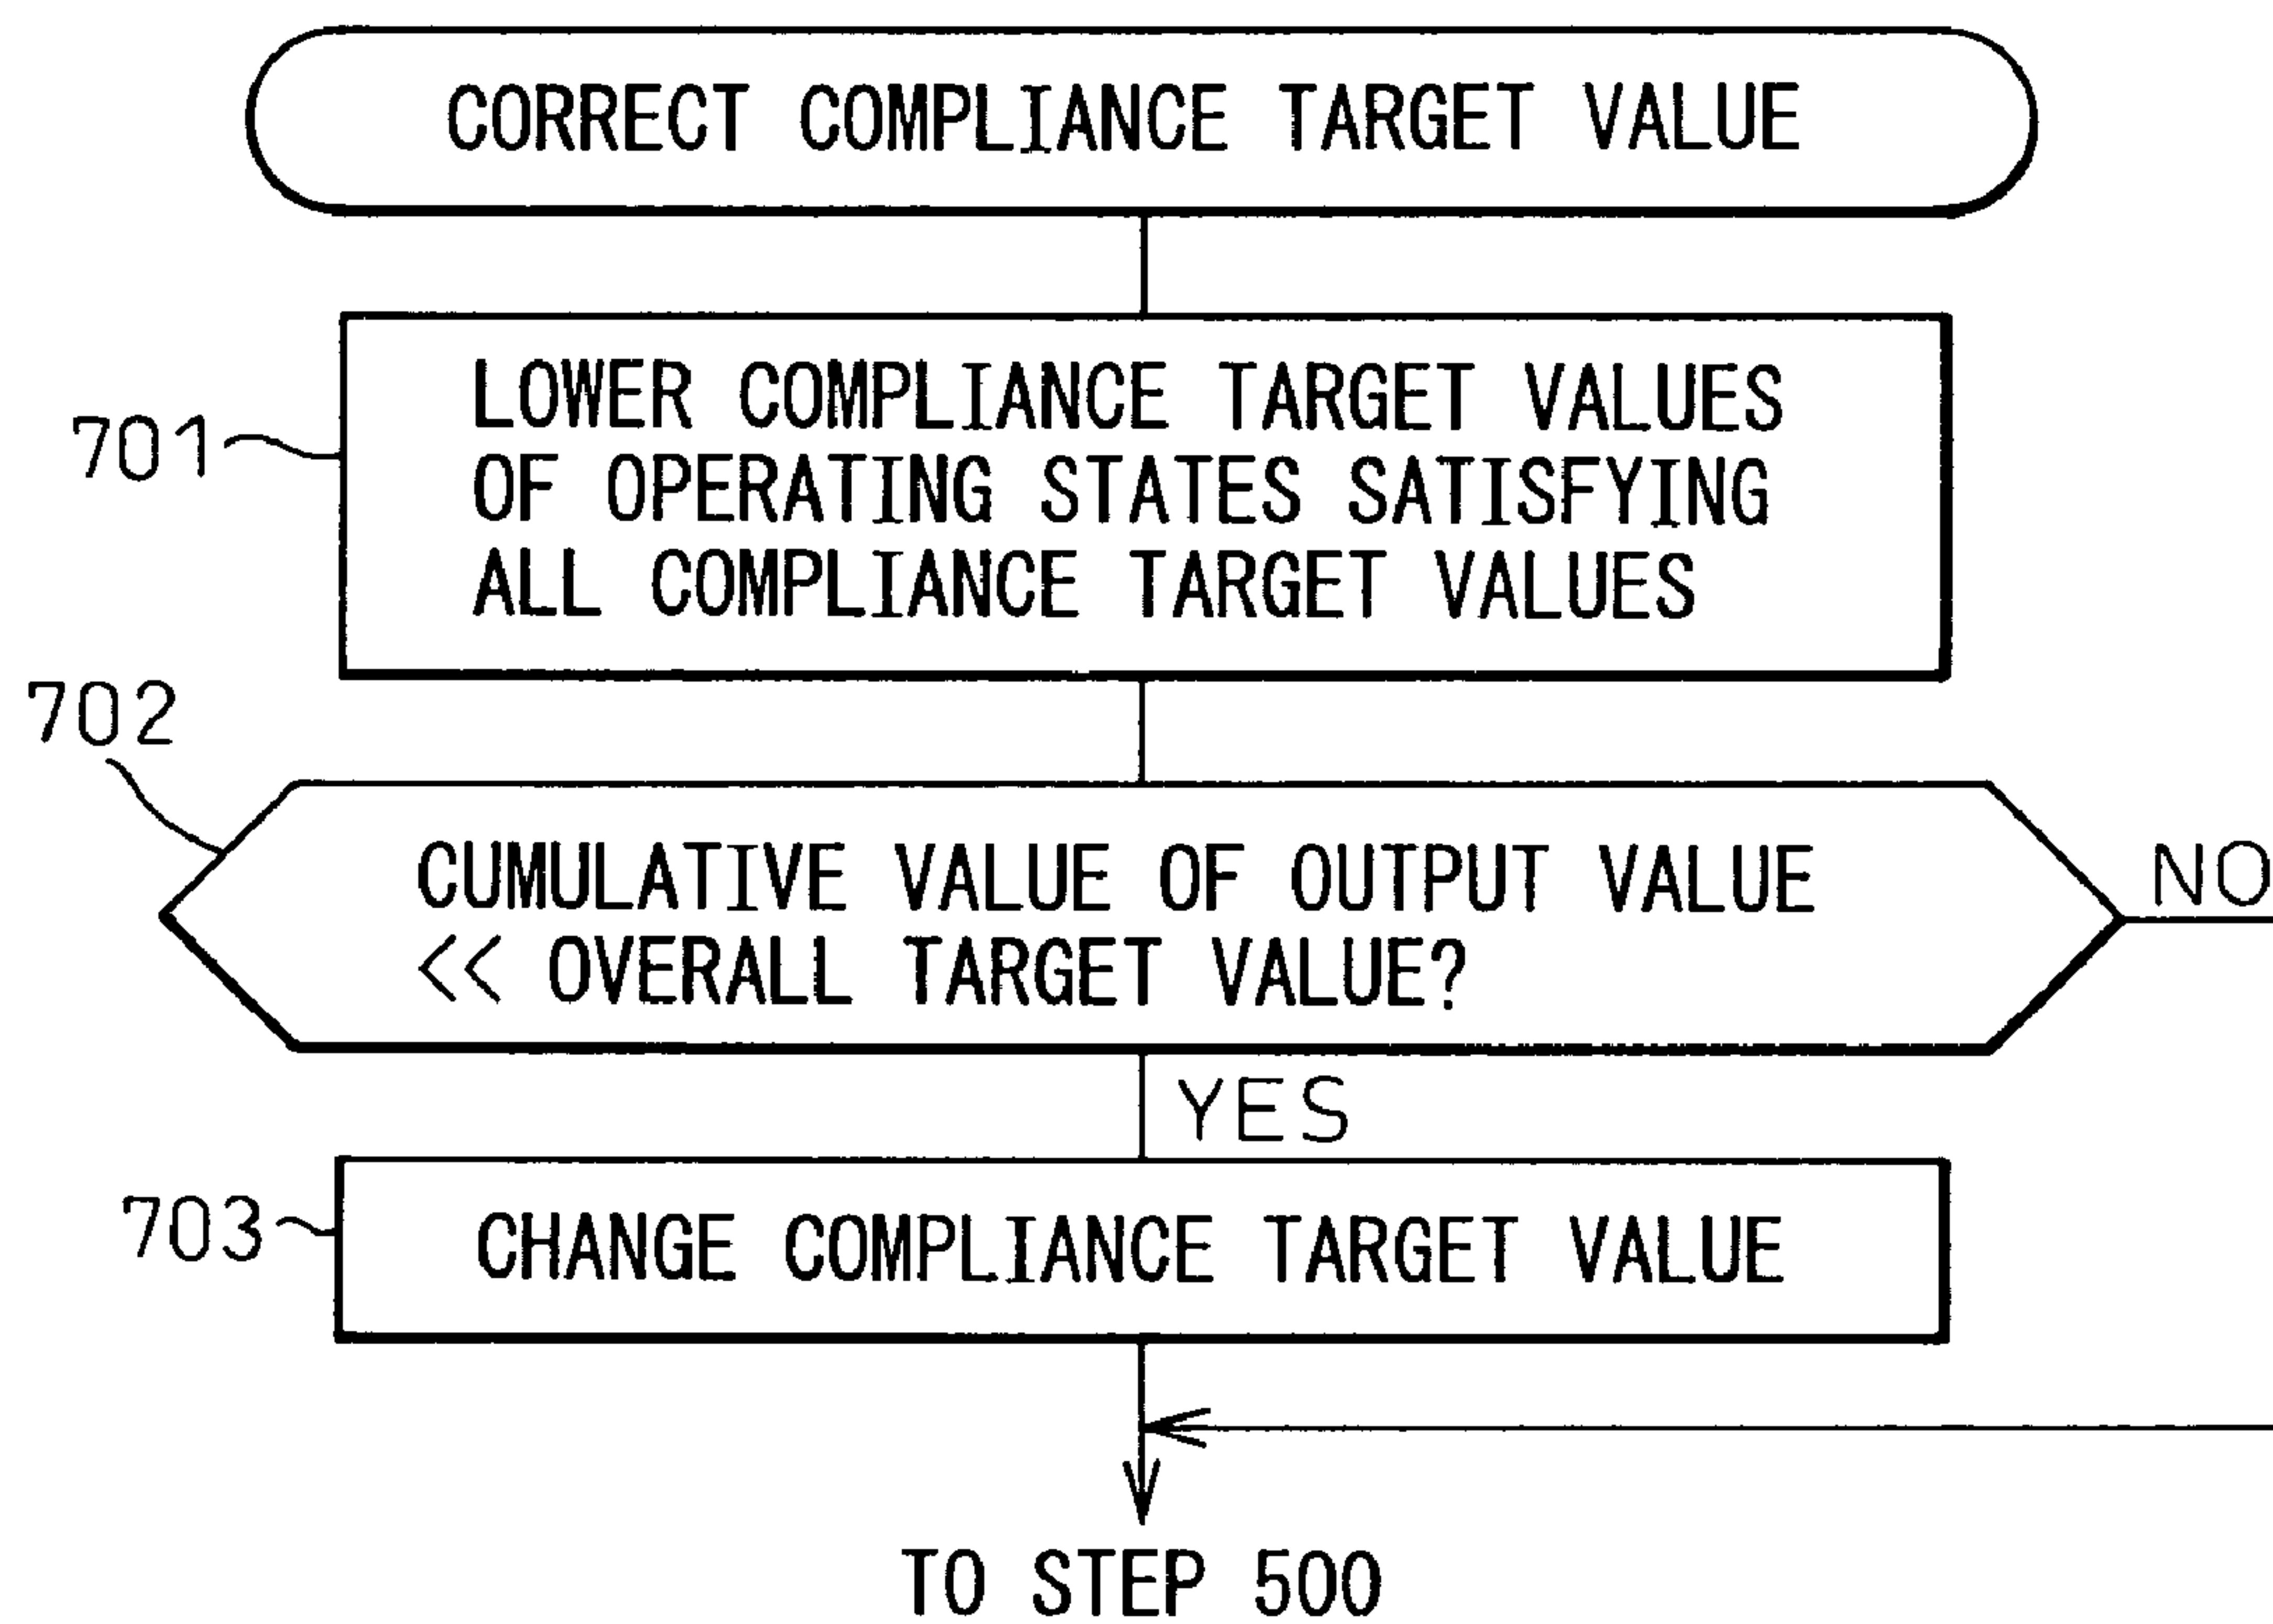 CORRECT COMPLIANCE TARGET VALUE
701
LOWER COMPLIANCE TARGET VALUES
OF OPERATING STATES SATISFYING
ALL COMPLIANCE TARGET VALUES
702
CUMULATIVE VALUE OF OUTPUT VALUE
<< OVERALL TARGET VALUE?
NO
YES
703
CHANGE COMPLIANCE TARGET VALUE
TO STEP 500